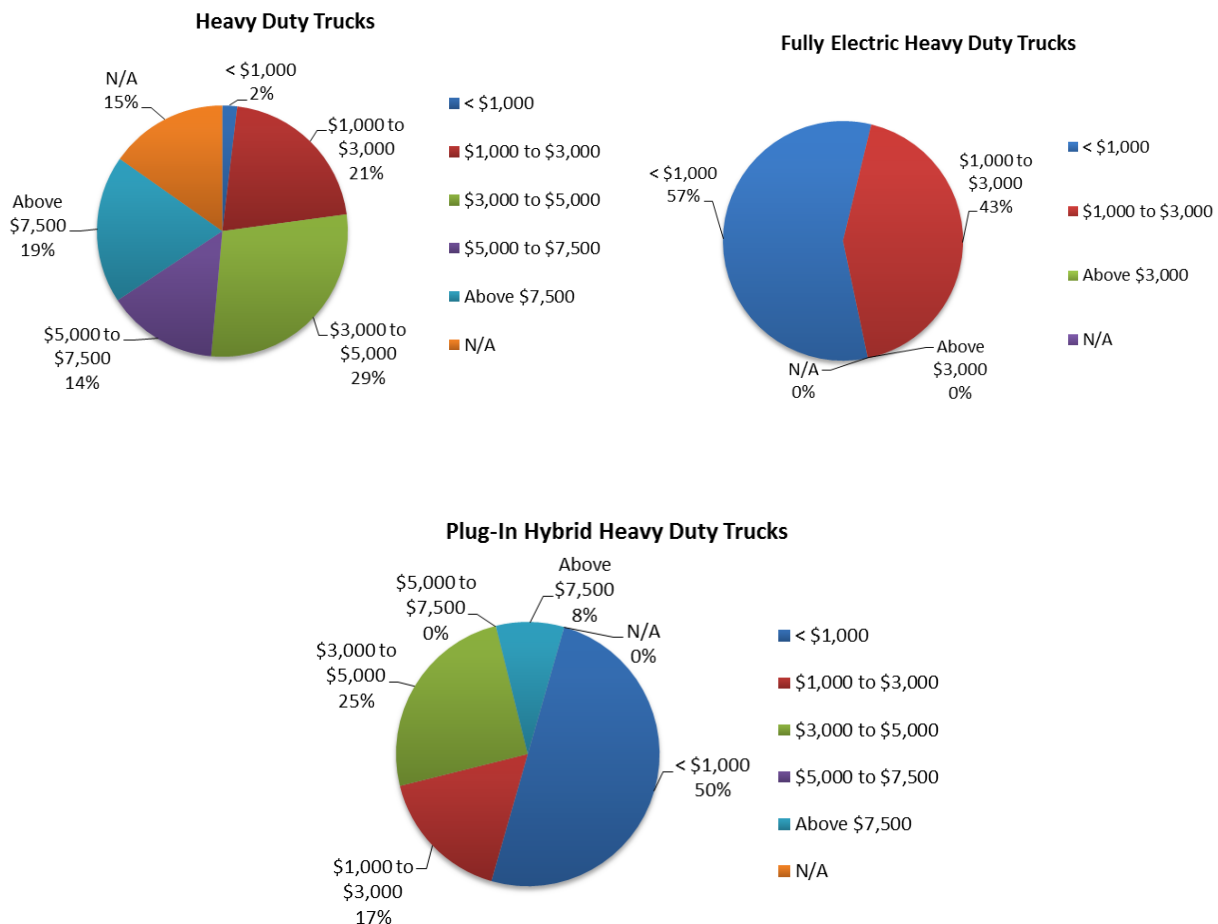 Heavy Duty Trucks
< $1,000
2%
$1,000 to
$3,000
21%
$3,000 to
$5,000
29%
$5,000 to
$7,500
14%
Above
$7,500
19%
N/A
15%
< $1,000
$1,000 to $3,000
$3,000 to $5,000
$5,000 to $7,500
Above $7,500
N/A
Fully Electric Heavy Duty Trucks
< $1,000
57%
$1,000 to
$3,000
43%
Above
$3,000
0%
N/A
0%
< $1,000
$1,000 to $3,000
Above $3,000
N/A
Plug-In Hybrid Heavy Duty Trucks
Above
$7,500
8%
N/A
0%
< $1,000
50%
$1,000 to
$3,000
17%
$3,000 to
$5,000
25%
$5,000 to
$7,500
0%
< $1,000
$1,000 to $3,000
$3,000 to $5,000
$5,000 to $7,500
Above $7,500
N/A